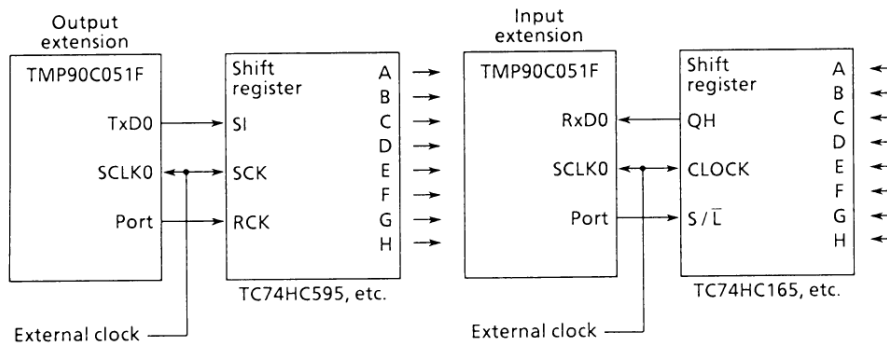 Output
extension
TMP90C051F
TxD0
SCLK0
Port
Shift
register
SI
SCK
RCK
A
B
C
D
E
F
G
H
TC74HC595, etc.
External clock
Input
extension
TMP90C051F
RxD0
SCLK0
Port
Shift
register
QH
CLOCK
S/L̅
A
B
C
D
E
F
G
H
TC74HC165, etc.
External clock